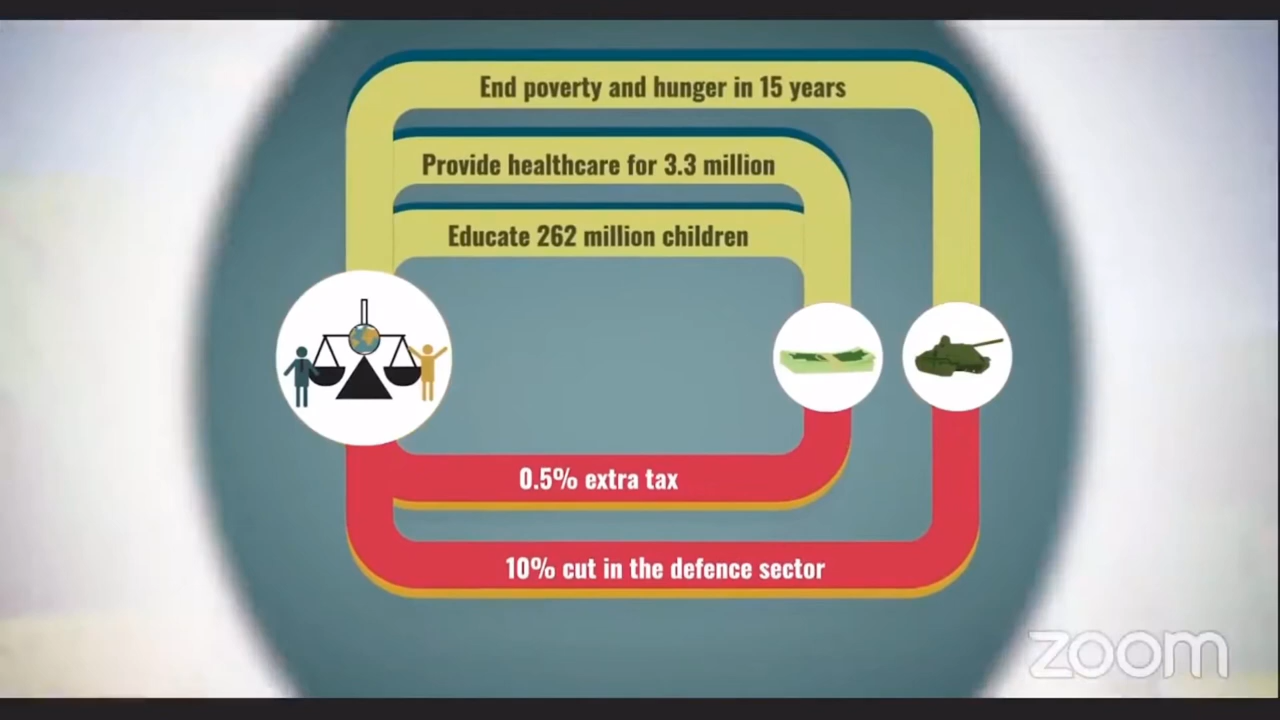 End poverty and hunger in 15 years
Provide healthcare for 3.3 million
Educate 262 million children
0.5% extra tax
10% cut in the defence sector
zoom